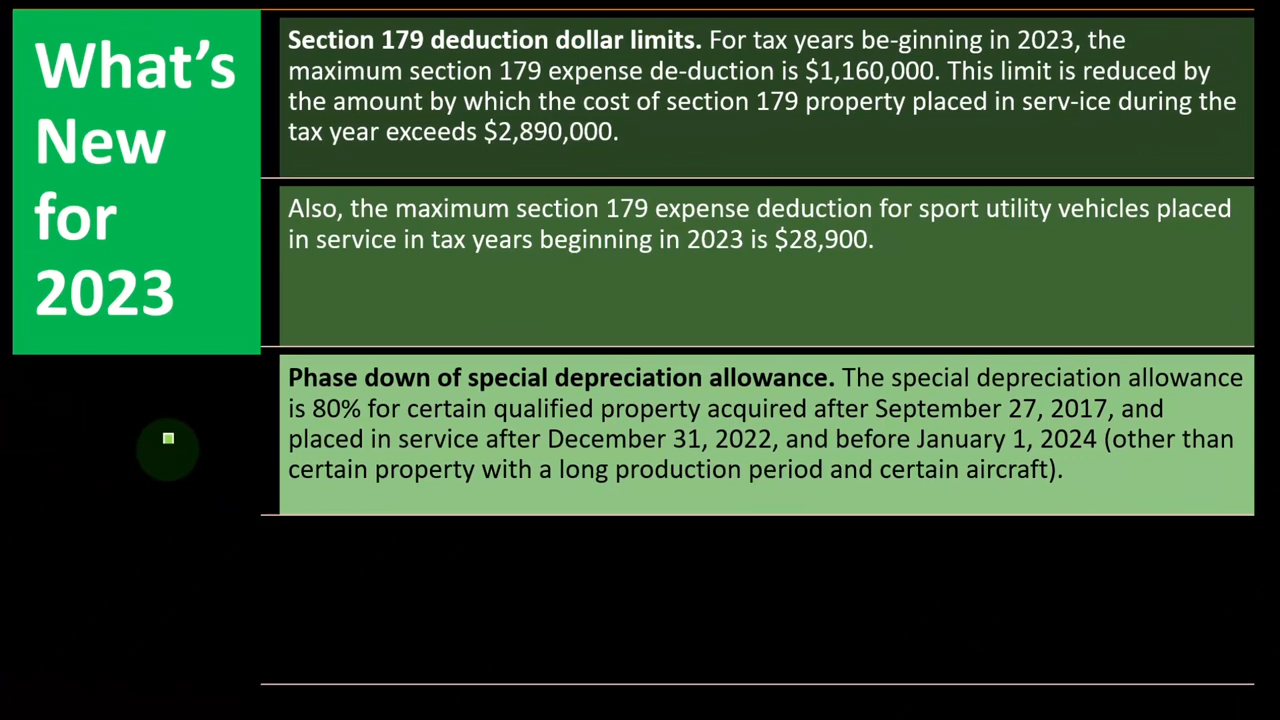 What's
New
for
2023
Section 179 deduction dollar limits. For tax years be-ginning in 2023, the
maximum section 179 expense de-duction is $1,160,000. This limit is reduced by
the amount by which the cost of section 179 property placed in serv-ice during the
tax year exceeds $2,890,000.
Also, the maximum section 179 expense deduction for sport utility vehicles placed
in service in tax years beginning in 2023 is $28,900.
Phase down of special depreciation allowance. The special depreciation allowance
is 80% for certain qualified property acquired after September 27, 2017, and
placed in service after December 31, 2022, and before January 1, 2024 (other than
certain property with a long production period and certain aircraft).